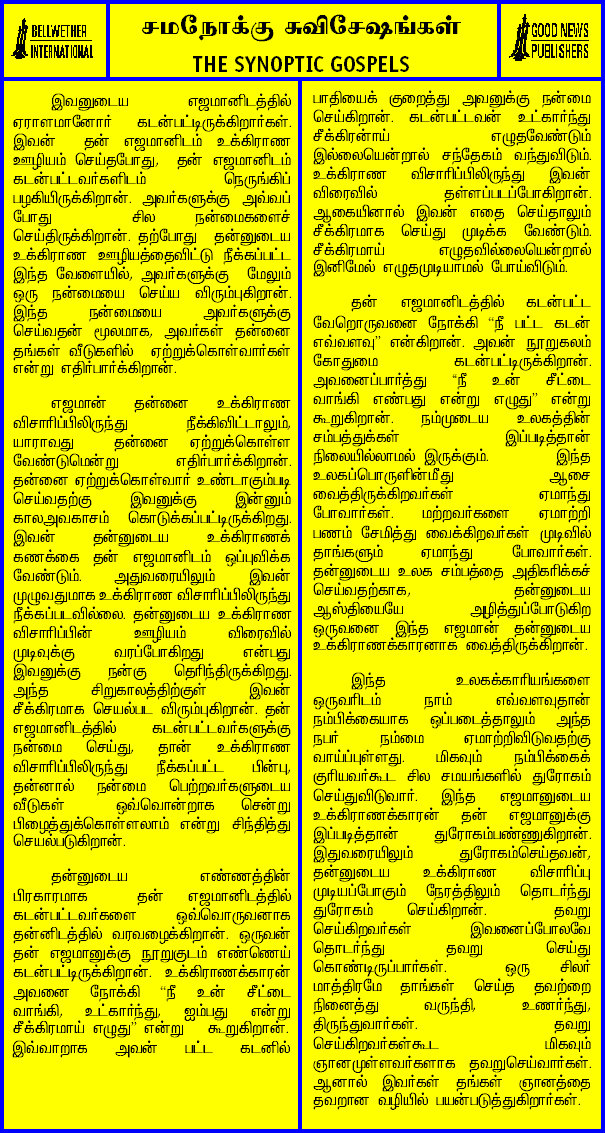 BELLWETHER
INTERNATIONAL
சமநோக்கு சுவிசேஷங்கள்
THE SYNOPTIC GOSPELS
GOOD NEWS
PUBLISHERS
இவனுடைய எஜமானிடத்தில்
ஏராளமானோர் கடன்பட்டிருக்கிறார்கள்.
இவன் தன் எஜமானிடம் உக்கிராண
ஊழியம் செய்தபோது, தன் எஜமானிடம்
கடன்பட்டவர்களிடம் நெருங்கிப்
பழகியிருக்கிறான். அவர்களுக்கு அவ்வப்
போது சில நன்மைகளைச்
செய்திருக்கிறான். தற்போது தன்னுடைய
உக்கிராண ஊழியத்தைவிட்டு நீக்கப்பட்ட
இந்த வேளையில், அவர்களுக்கு மேலும்
ஒரு நன்மையை செய்ய விரும்புகிறான்.
இந்த நன்மையை அவர்களுக்கு
செய்வதன் மூலமாக, அவர்கள் தன்னை
தங்கள் வீடுகளில் ஏற்றுக்கொள்வார்கள்
என்று எதிர்பார்க்கிறான்.
எஜமான் தன்னை உக்கிராண
விசாரிப்பிலிருந்து நீக்கிவிட்டாலும்,
யாராவது தன்னை ஏற்றுக்கொள்ள
வேண்டுமென்று எதிர்பார்க்கிறான்.
தன்னை ஏற்றுக்கொள்வார் உண்டாகும்படி
செய்வதற்கு இவனுக்கு இன்னும்
காலஅவகாசம் கொடுக்கப்பட்டிருக்கிறது.
இவன் தன்னுடைய உக்கிராணக்
கணக்கை தன் எஜமானிடம் ஒப்புவிக்க
வேண்டும். அதுவரையிலும் இவன்
முழுவதுமாக உக்கிராண விசாரிப்பிலிருந்து
நீக்கப்படவில்லை. தன்னுடைய உக்கிராண
விசாரிப்பின் ஊழியம் விரைவில்
முடிவுக்கு வரப்போகிறது என்பது
இவனுக்கு நன்கு தெரிந்திருக்கிறது.
அந்த சிறுகாலத்திற்குள் இவன்
சீக்கிரமாக செயல்பட விரும்புகிறான். தன்
எஜமானிடத்தில் கடன்பட்டவர்களுக்கு
நன்மை செய்து, தான் உக்கிராண
விசாரிப்பிலிருந்து நீக்கப்பட்ட பின்பு,
தன்னால் நன்மை பெற்றவர்களுடைய
வீடுகள் ஒவ்வொன்றாக சென்று
பிழைத்துக்கொள்ளலாம் என்று சிந்தித்து
செயல்படுகிறான்.
தன்னுடைய எண்ணத்தின்
பிரகாரமாக தன் எஜமானிடத்தில்
கடன்பட்டவர்களை ஒவ்வொருவனாக
தன்னிடத்தில் வரவழைக்கிறான். ஒருவன்
தன் எஜமானுக்கு நூறுகுடம் எண்ணெய்
கடன்பட்டிருக்கிறான். உக்கிராணக்காரன்
அவனை நோக்கி “நீ உன் சீட்டை
வாங்கி, உட்கார்ந்து, ஐம்பது என்று
சீக்கிரமாய் எழுது” என்று கூறுகிறான்.
இவ்வாறாக அவன் பட்ட கடனில்
பாதியைக் குறைத்து அவனுக்கு நன்மை
செய்கிறான். கடன்பட்டவன் உட்கார்ந்து
சீக்கிரனாய் எழுதவேண்டும்
இல்லையென்றால் சந்தேகம் வந்துவிடும்.
உக்கிராண விசாரிப்பிலிருந்து இவன்
விரைவில் தள்ளப்படப்போகிறான்.
ஆகையினால் இவன் எதை செய்தாலும்
சீக்கிரமாக செய்து முடிக்க வேண்டும்.
சீக்கிரமாய் எழுதவில்லையென்றால்
இனிமேல் எழுதமுடியாமல் போய்விடும்.
தன் எஜமானிடத்தில் கடன்பட்ட
வேறொருவனை நோக்கி “நீ பட்ட கடன்
எவ்வளவு” என்கிறான். அவன் நூறுகலம்
கோதுமை கடன்பட்டிருக்கிறான்.
அவனைப்பார்த்து “நீ உன் சீட்டை
வாங்கி எண்பது என்று எழுது” என்று
கூறுகிறான். நம்முடைய உலகத்தின்
சம்பத்துக்கள் இப்படித்தான்
நிலையில்லாமல் இருக்கும். இந்த
உலகப்பொருளின்மீது ஆசை
வைத்திருக்கிறவர்கள் ஏமாந்து
போவார்கள். மற்றவர்களை ஏமாற்றி
பணம் சேமித்து வைக்கிறவர்கள் முடிவில்
தாங்களும் ஏமாந்து போவார்கள்.
தன்னுடைய உலக சம்பத்தை அதிகரிக்கச்
செய்வதற்காக, தன்னுடைய
ஆஸ்தியையே அழித்துப்போடுகிற
ஒருவனை இந்த எஜமான் தன்னுடைய
உக்கிராணக்காரனாக வைத்திருக்கிறான்.
இந்த உலகக்காரியங்களை
ஒருவரிடம் நாம் எவ்வளவுதான்
நம்பிக்கையாக ஒப்படைத்தாலும் அந்த
நபர் நம்மை ஏமாற்றிவிடுவதற்கு
வாய்ப்புள்ளது. மிகவும் நம்பிக்கைக்
குரியவர்கூட சில சமயங்களில் துரோகம்
செய்துவிடுவார். இந்த எஜமானுடைய
உக்கிராணக்காரன் தன் எஜமானுக்கு
இப்படித்தான் துரோகம்பண்ணுகிறான்.
இதுவரையிலும் துரோகம்செய்தவன்,
தன்னுடைய உக்கிராண விசாரிப்பு
முடியப்போகும் நேரத்திலும் தொடர்ந்து
துரோகம் செய்கிறான். தவறு
செய்கிறவர்கள் இவனைப்போலவே
தொடர்ந்து தவறு செய்து
கொண்டிருப்பார்கள். ஒரு சிலர்
மாத்திரமே தாங்கள் செய்த தவற்றை
நினைத்து வருந்தி, உணர்ந்து,
திருந்துவார்கள். தவறு
செய்கிறவர்கள்கூட மிகவும்
ஞானமுள்ளவர்களாக தவறுசெய்வார்கள்.
ஆனால் இவர்கள் தங்கள் ஞானத்தை
தவறான வழியில் பயன்படுத்துகிறார்கள்.